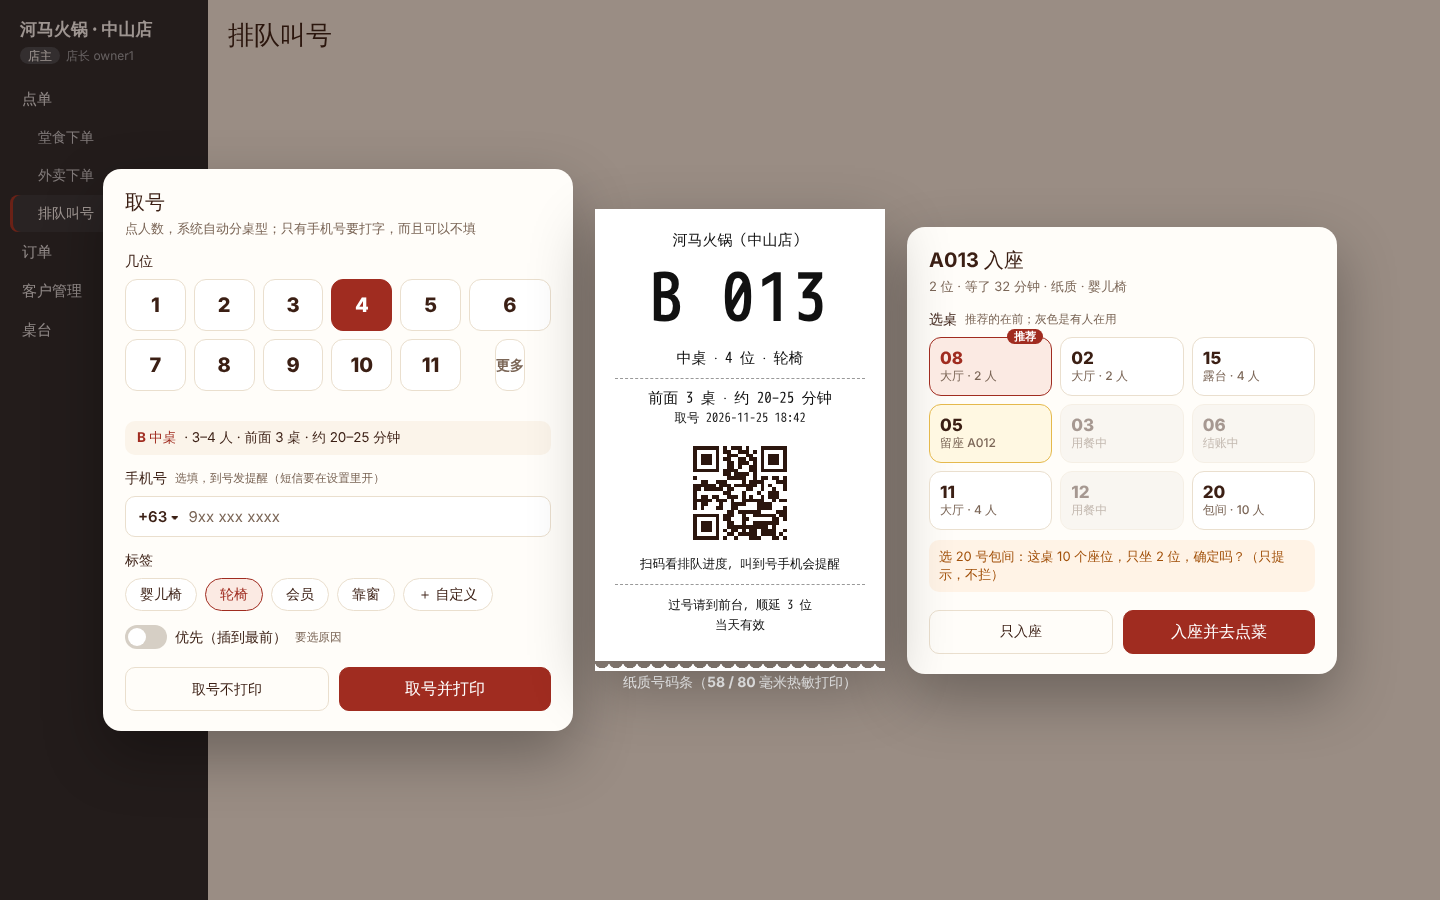 河马火锅 · 中山店
店主 店长 owner1
点单
堂食下单
外卖下单
排队叫号
订单
客户管理
桌台
排队叫号
取号
点人数，系统自动分桌型；只有手机号要打字，而且可以不填
几位
1 2 3 4 5 6
7 8 9 10 11 更多
B 中桌 · 3–4 人 · 前面 3 桌 · 约 20–25 分钟
手机号 选填，到号发提醒（短信要在设置里开）
+63 9xx xxx xxxx
标签
婴儿椅 轮椅 会员 靠窗 ＋ 自定义
优先（插到最前） 要选原因
取号不打印 取号并打印
河马火锅（中山店）
B 013
中桌 · 4 位 · 轮椅
前面 3 桌 · 约 20–25 分钟
取号 2026-11-25 18:42
扫码看排队进度，叫到号手机会提醒
过号请到前台，顺延 3 位
当天有效
纸质号码条（58 / 80 毫米热敏打印）
A013 入座
2 位 · 等了 32 分钟 · 纸质 · 婴儿椅
选桌 推荐的在前；灰色是有人在用
推荐
08 02 15
大厅 · 2 人 大厅 · 2 人 露台 · 4 人
05 03 06
留座 A012 用餐中 结账中
11 12 20
大厅 · 4 人 用餐中 包间 · 10 人
选 20 号包间：这桌 10 个座位，只坐 2 位，确定吗？（只提
示，不拦）
只入座 入座并去点菜